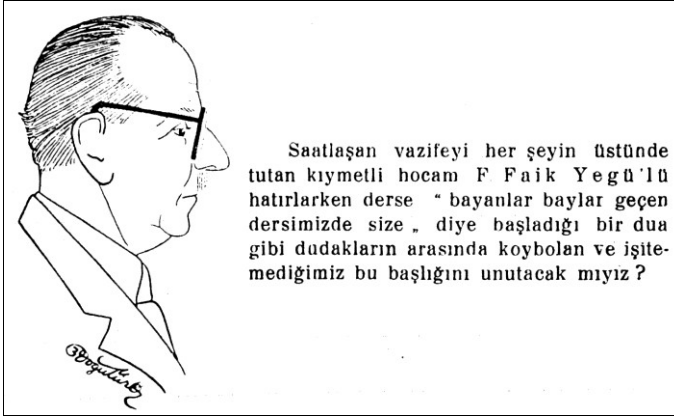 Saatlaşan vazifeyi her şeyin üstünde
tutan kıymetli hocam F Faik Yegü'lü
hatırlarken derse “ bayanlar baylar geçen
dersimizde size „ diye başladığı bir dua
gibi dudakların arasında koybolan ve işite-
mediğimiz bu başlığını unutacak mıyız ?